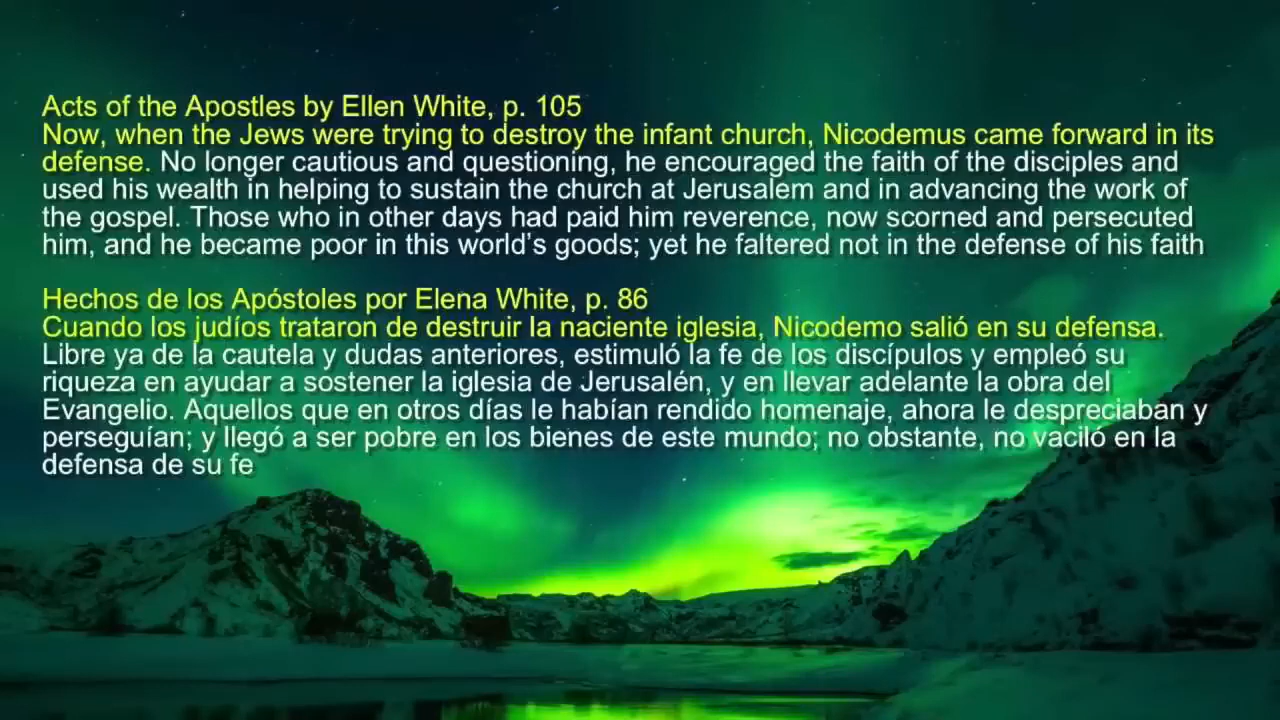 Acts of the Apostles by Ellen White, p. 105
Now, when the Jews were trying to destroy the infant church, Nicodemus came forward in its
defense. No longer cautious and questioning, he encouraged the faith of the disciples and
used his wealth in helping to sustain the church at Jerusalem and in advancing the work of
the gospel. Those who in other days had paid him reverence, now scorned and persecuted
him, and he became poor in this world’s goods; yet he faltered not in the defense of his faith
Hechos de los Apóstoles por Elena White, p. 86
Cuando los judíos trataron de destruir la naciente iglesia, Nicodemo salió en su defensa.
Libre ya de la cautela y dudas anteriores, estimuló la fe de los discípulos y empleó su
riqueza en ayudar a sostener la iglesia de Jerusalén, y en llevar adelante la obra del
Evangelio. Aquellos que en otros días le habían rendido homenaje, ahora le despreciaban y
perseguían; y llegó a ser pobre en los bienes de este mundo; no obstante, no vaciló en la
defensa de su fe